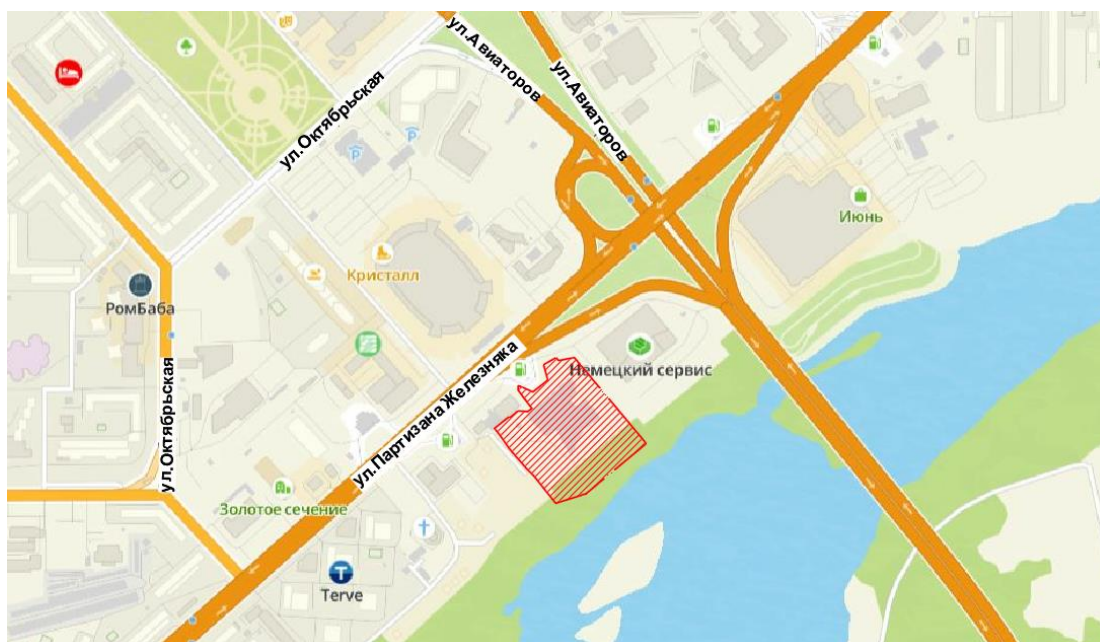 ул.Авиаторов
ул.Авиаторов
ул.Октябрьская
Июнь
Кристалл
РомБаба
Немецкий сервис
ул.Партизана Железняка
ул.Октябрьская
Золотое сечение
Terve